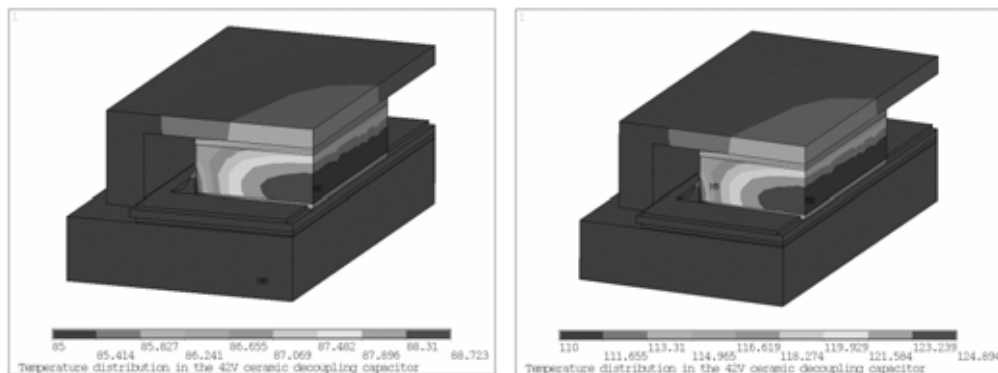 1
MN
85 85.827 86.655 87.482 88.31
85.414 86.241 87.069 87.896 88.723
Temperature distribution in the 42V ceramic decoupling capacitor
1
MN
110 113.31 116.619 119.929 123.239
111.655 114.965 118.274 121.584 124.894
Temperature distribution in the 42V ceramic decoupling capacitor